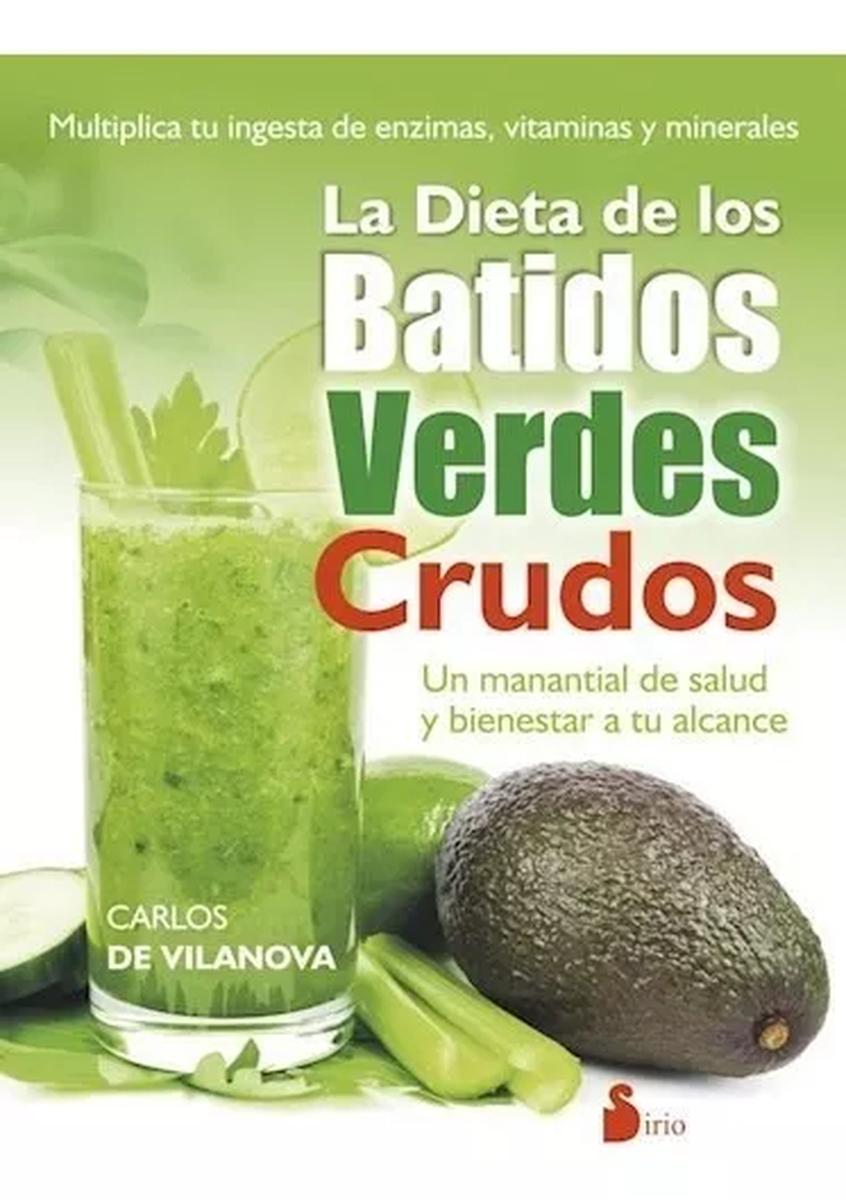 Multiplica tu ingesta de enzimas, vitaminas y minerales
La Dieta de los
Batidos
Verdes
Crudos
Un manantial de salud
y bienestar a tu alcance
CARLOS
DE VILANOVA
Sirio